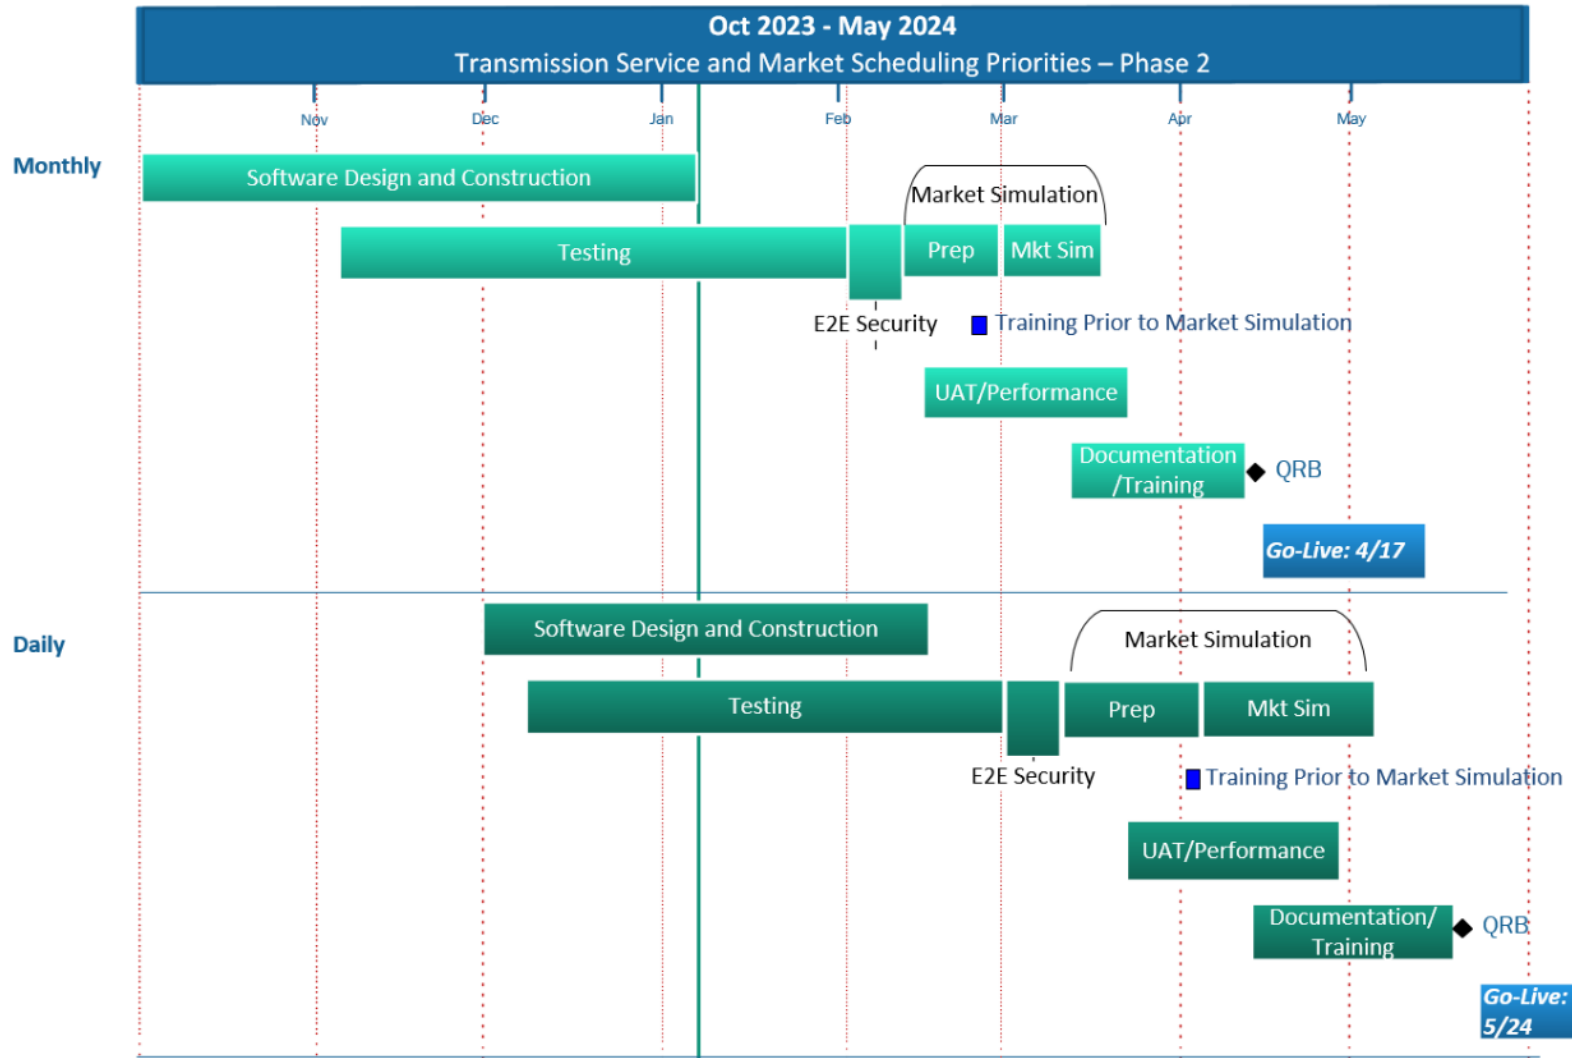 Oct 2023 - May 2024
Transmission Service and Market Scheduling Priorities – Phase 2
Nov Dec Jan Feb Mar Apr May
Monthly
Software Design and Construction
Market Simulation
Testing
Prep
Mkt Sim
E2E Security
Training Prior to Market Simulation
UAT/Performance
Documentation
/Training
QRB
Go-Live: 4/17
Daily
Software Design and Construction
Market Simulation
Testing
Prep
Mkt Sim
E2E Security
Training Prior to Market Simulation
UAT/Performance
Documentation/
Training
QRB
Go-Live:
5/24